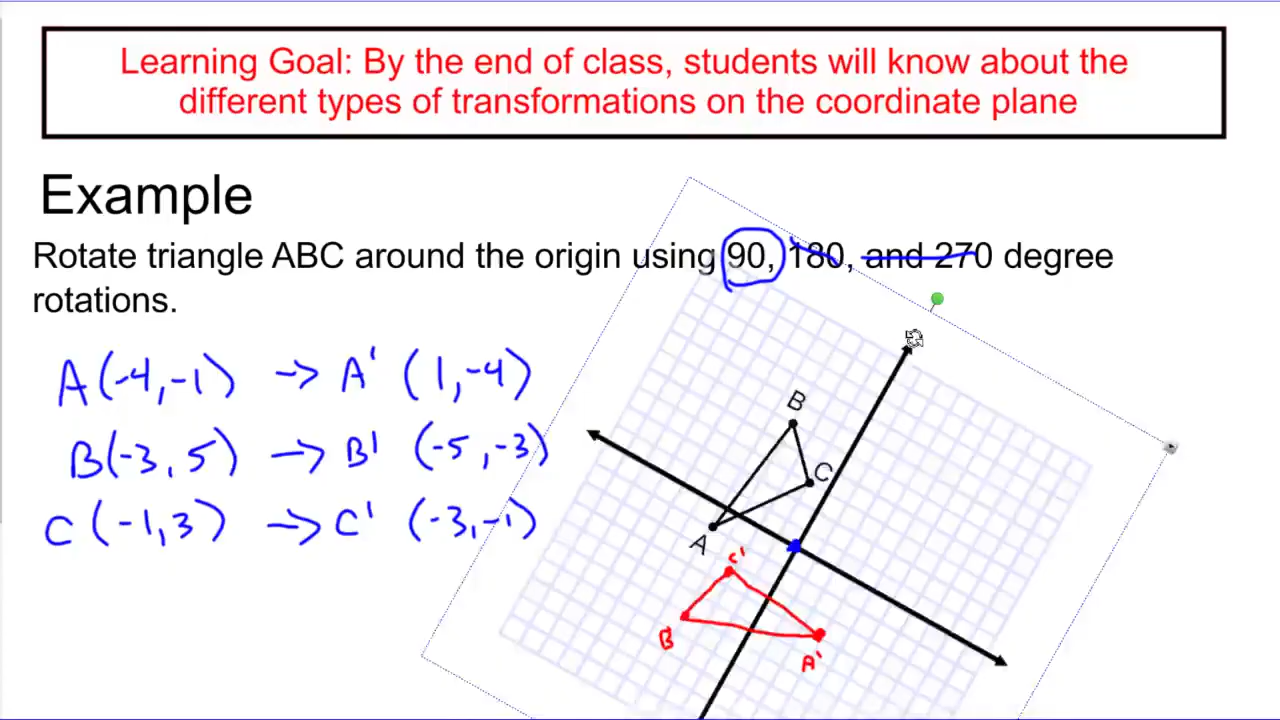 Learning Goal: By the end of class, students will know about the
different types of transformations on the coordinate plane
Example
Rotate triangle ABC around the origin using 90, 180, and 270 degree
rotations.
A(-4,-1) → A' (1,-4)
B(-3,5) → B' (-5,-3)
C(-1,3) → C' (-3,-1)
B
C
A
C'
B
A'